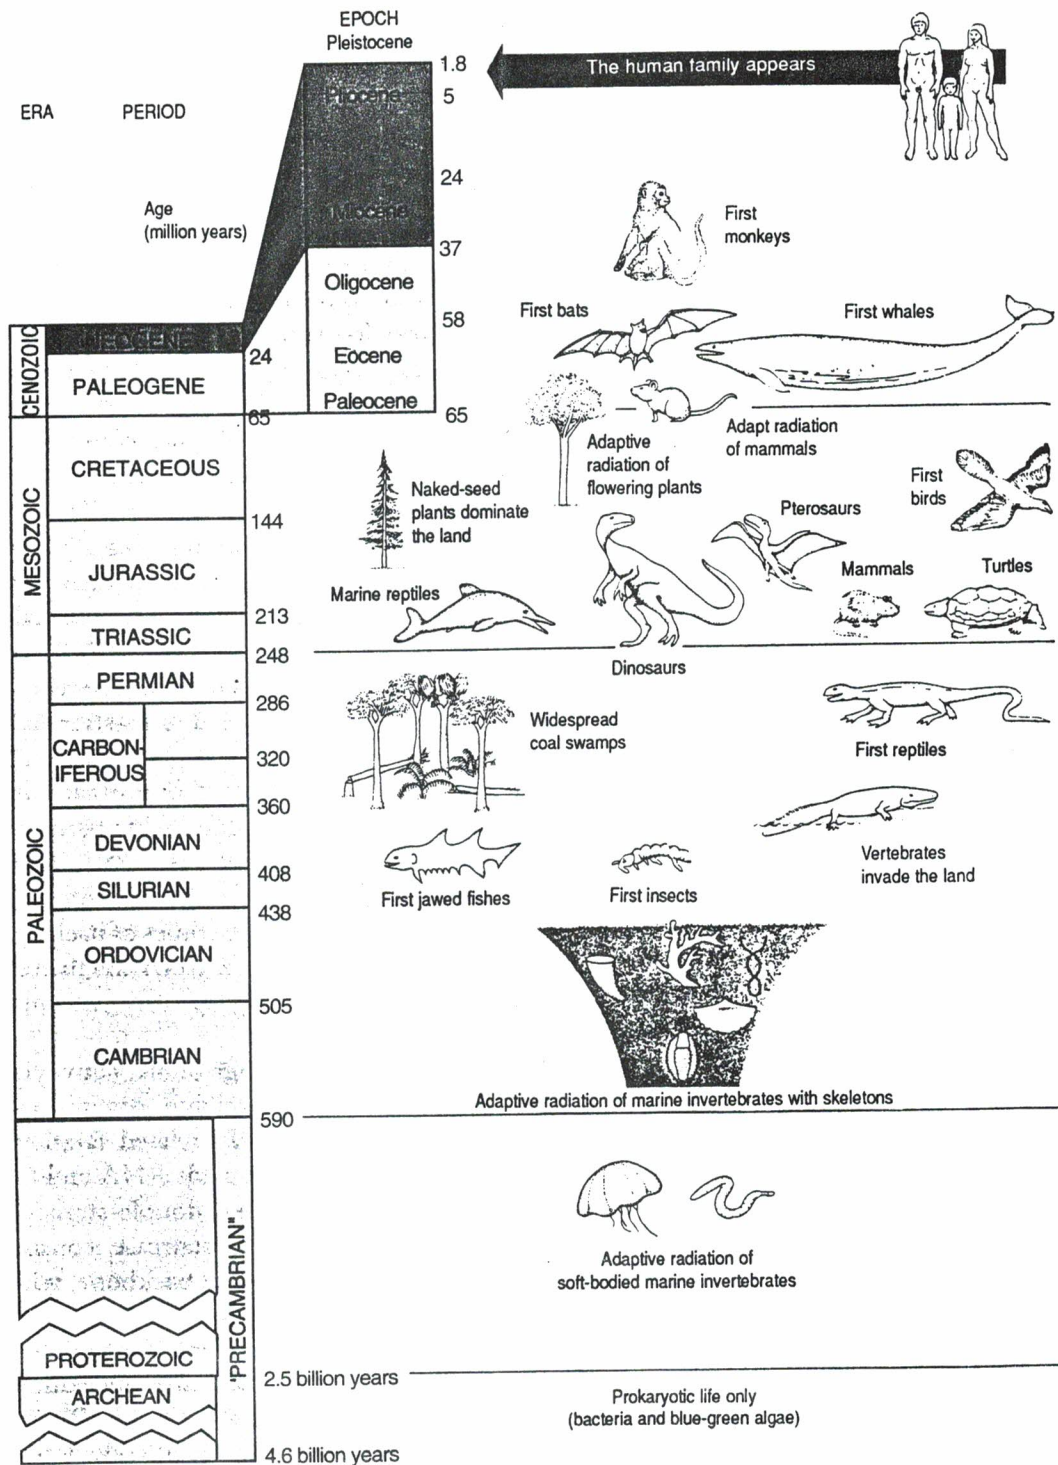 EPOCH
Pleistocene
1.8
The human family appears
Pliocene
5
ERA
PERIOD
24
Miocene
Age
(million years)
First
monkeys
37
Oligocene
First bats
First whales
58
CENOZOIC
NEOGENE
24
Eocene
PALEOGENE
Paleocene
65
65
Adaptive
radiation of
flowering plants
Adapt radiation
of mammals
MESOZOIC
CRETACEOUS
First
birds
Naked-seed
plants dominate
the land
Pterosaurs
144
JURASSIC
Mammals
Turtles
Marine reptiles
213
TRIASSIC
248
Dinosaurs
PALEOZOIC
PERMIAN
286
Widespread
coal swamps
First reptiles
CARBON-
IFEROUS
320
360
DEVONIAN
Vertebrates
invade the land
408
SILURIAN
First jawed fishes
First insects
438
ORDOVICIAN
505
CAMBRIAN
Adaptive radiation of marine invertebrates with skeletons
590
"PRECAMBRIAN"
Adaptive radiation of
soft-bodied marine invertebrates
PROTEROZOIC
2.5 billion years
ARCHEAN
Prokaryotic life only
(bacteria and blue-green algae)
4.6 billion years